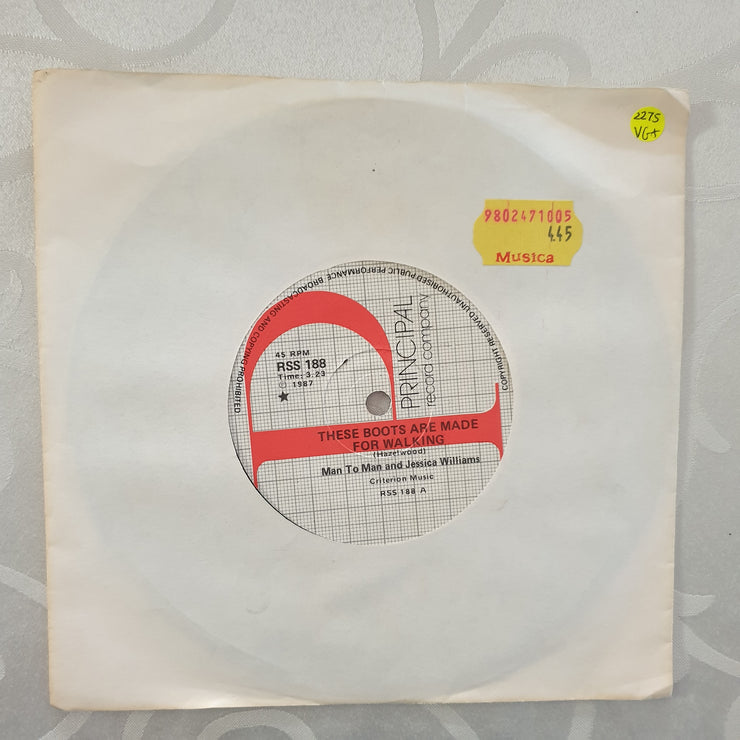 2275
VG+
9802471005
4.45
Musica
COPYRIGHT RESERVED UNAUTHORISED PUBLIC PERFORMANCE BROADCASTING AND COPYING PROHIBITED
PRINCIPAL
record company
45 RPM
RSS 188
Time: 3:23
℗ 1987
THESE BOOTS ARE MADE
FOR WALKING
(Hazelwood)
Man To Man and Jessica Williams
Criterion Music
RSS 188 A